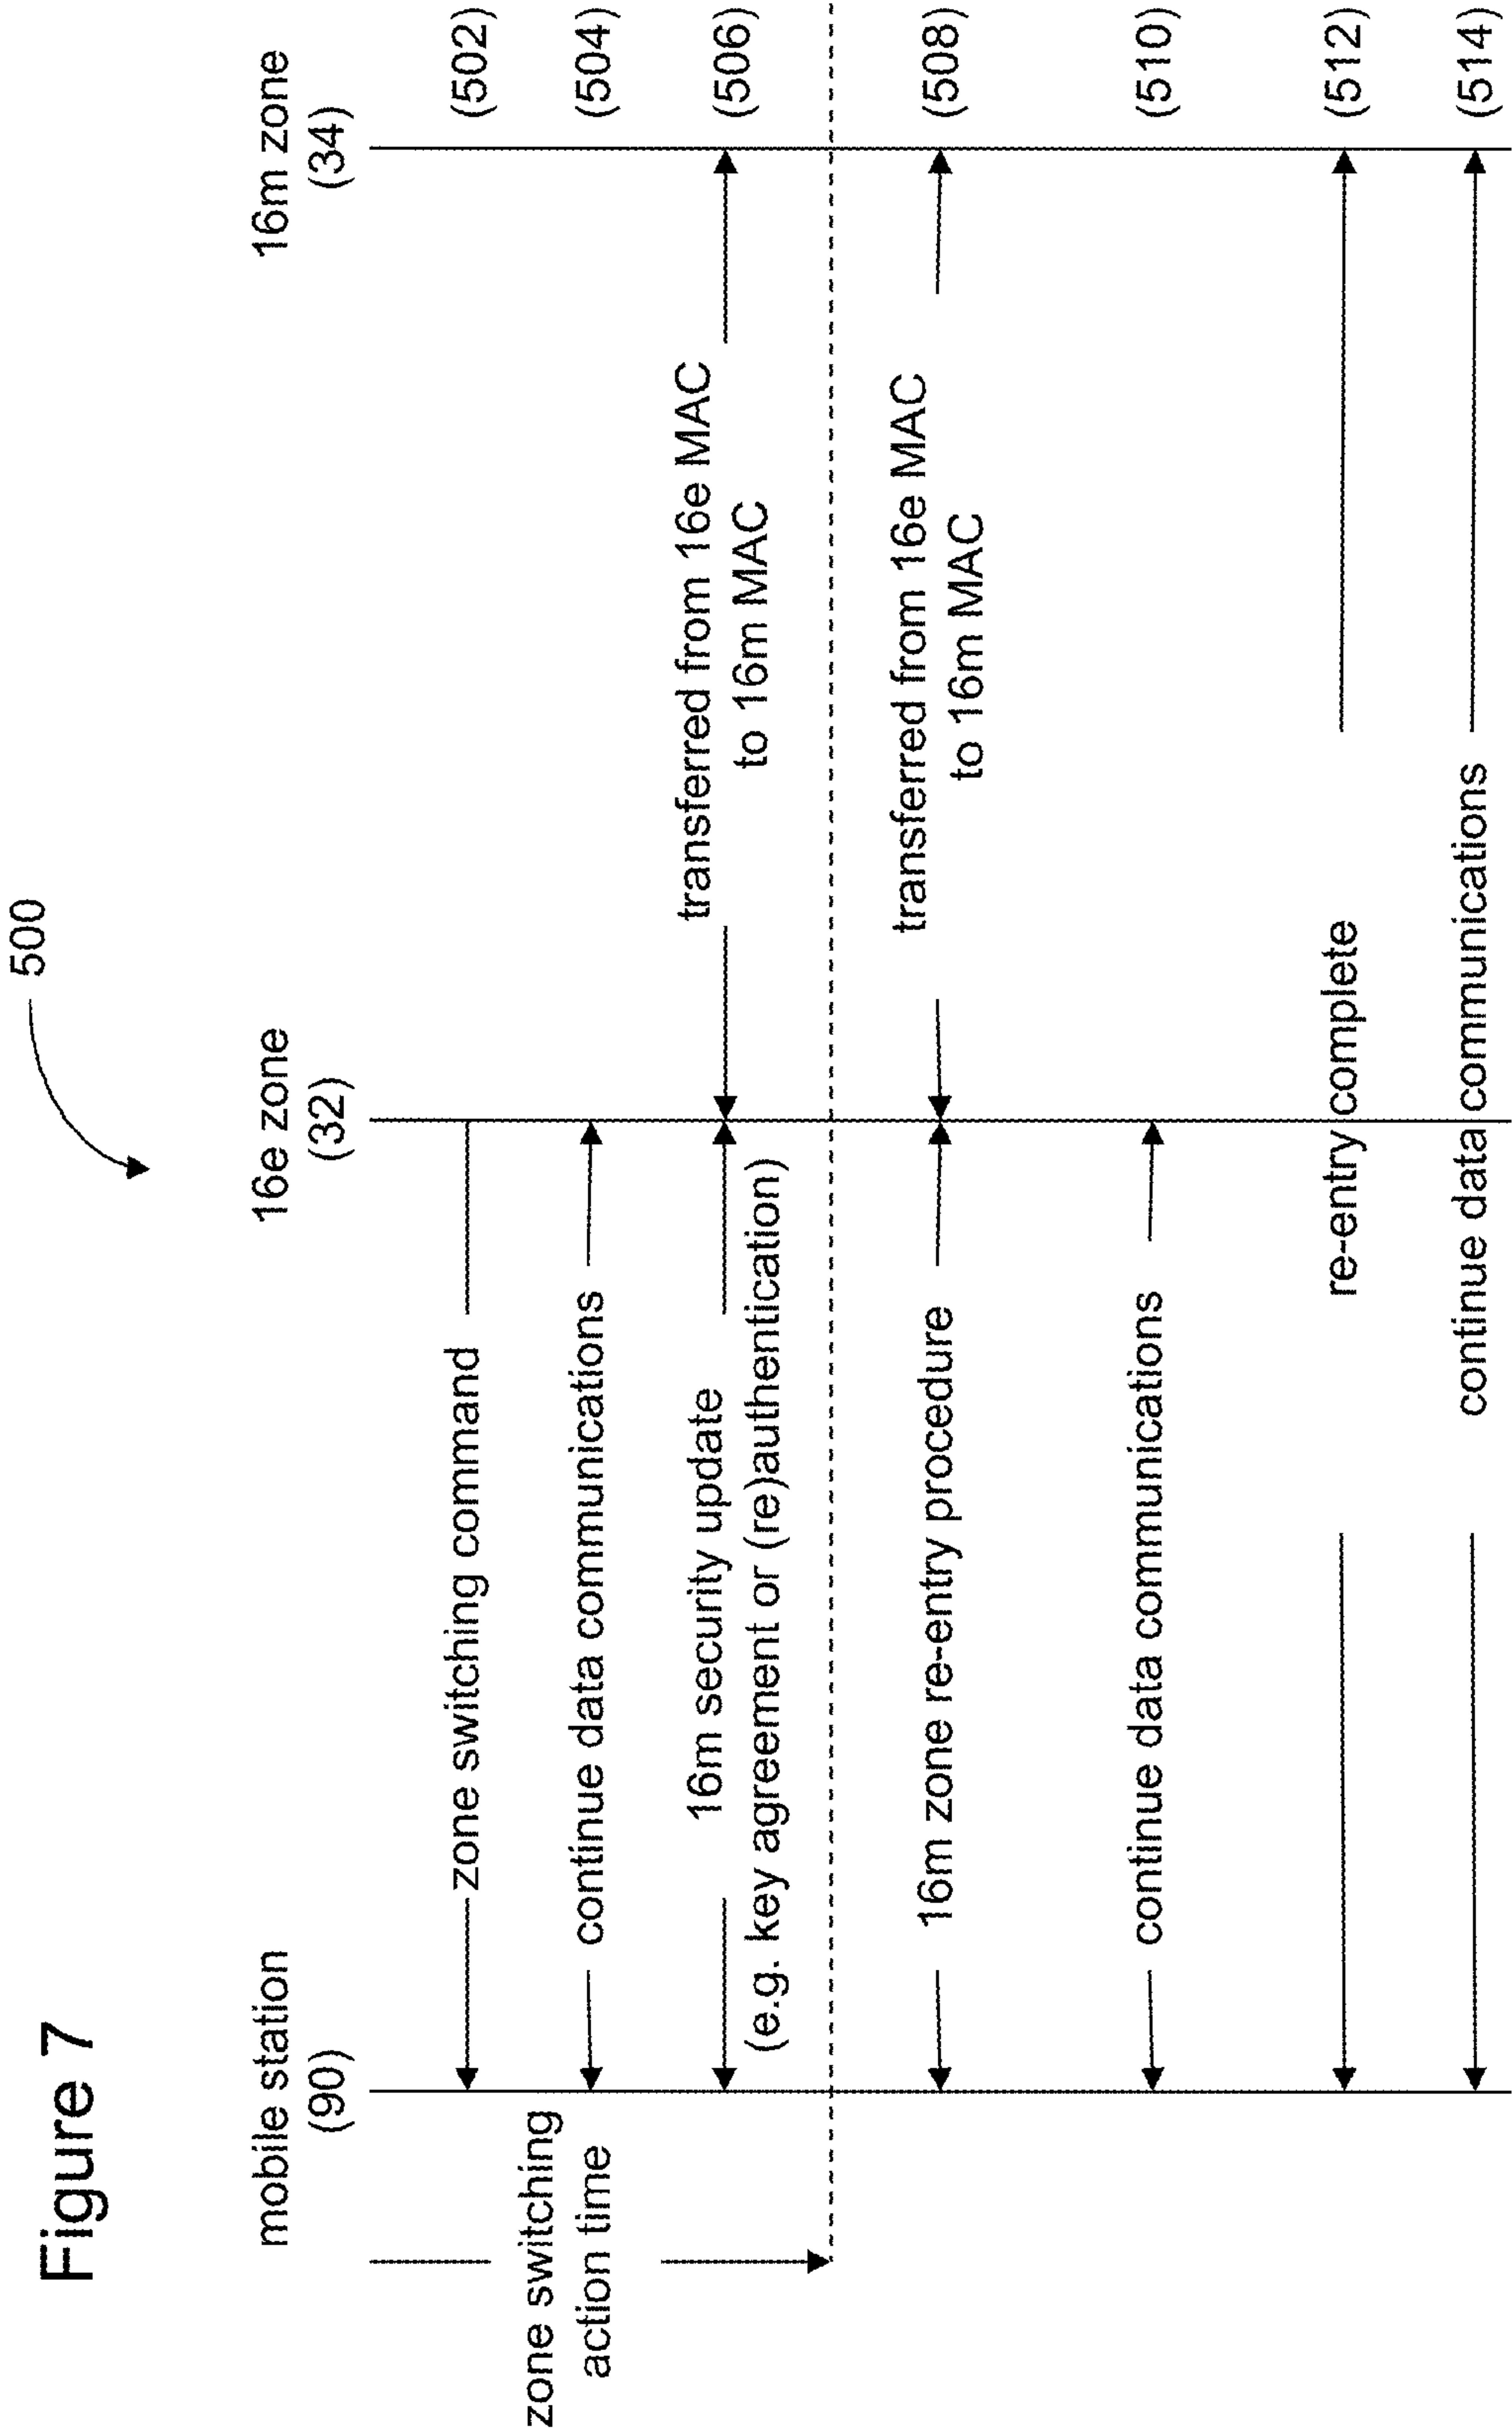 Figure 7
500
mobile station
(90)
16e zone
(32)
16m zone
(34)
zone switching
action time
zone switching command
(502)
continue data communications
(504)
16m security update
(e.g. key agreement or (re)authentication)
transferred from 16e MAC
to 16m MAC
(506)
16m zone re-entry procedure
transferred from 16e MAC
to 16m MAC
(508)
continue data communications
(510)
re-entry complete
(512)
continue data communications
(514)